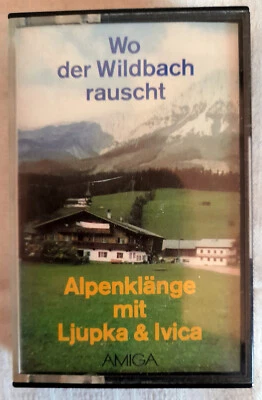 Wo
der Wildbach
rauscht
Alpenklänge
mit
Ljupka & Ivica
AMIGA